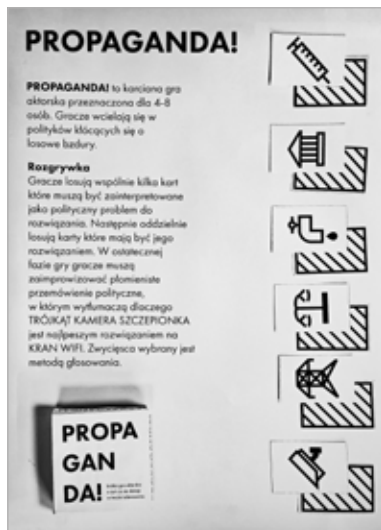 PROPAGANDA!
PROPAGANDA! to karciana gra
aktorska przeznaczona dla 4-8
osób. Gracze wcielają się w
polityków kłócących się o
losowe bzdury.
Rozgrywka
Gracze losują wspólnie kilka kart
które muszą być zainterpretowane
jako polityczny problem do
rozwiązania. Następnie oddzielnie
losują karty które mają być jego
rozwiązaniem. W ostatecznej
fazie gry gracze muszą
zaimprowizować płomieniste
przemówienie polityczne,
w którym wytłumaczą dlaczego
TRÓJKĄT KAMERA SZCZEPIONKA
jest najlpeszym rozwiązaniem na
KRAN WIFI. Zwycięzca wybrany jest
metodą głosowania.
PROPA
GAN
DA!